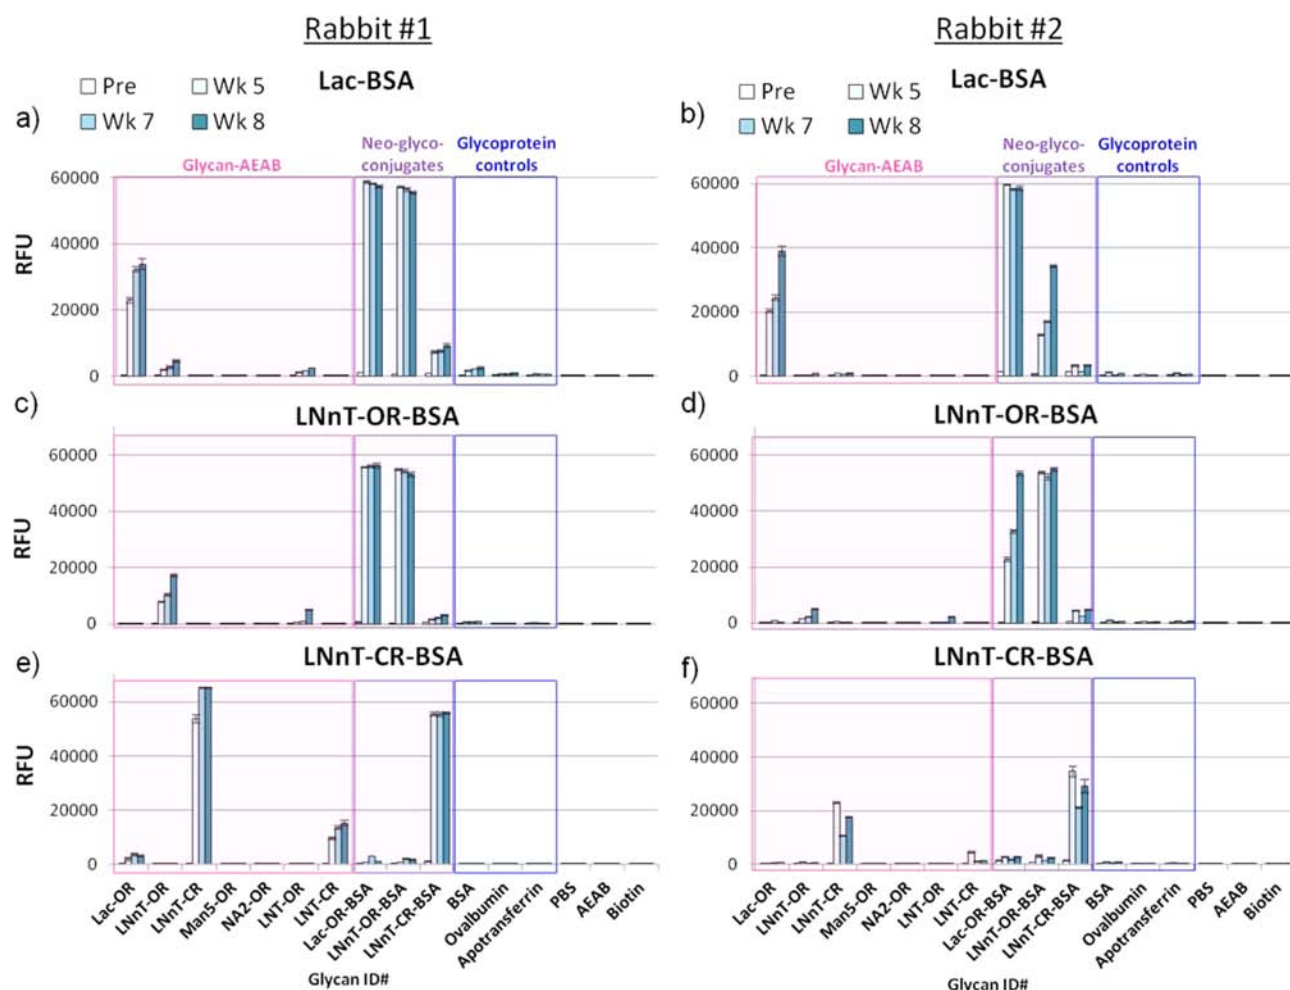 Rabbit #1
Rabbit #2
Lac-BSA
Pre
Wk 5
Wk 7
Wk 8
a)
Glycan-AEAB
Neo-glyco-
conjugates
Glycoprotein
controls
RFU
60000
40000
20000
0
Lac-BSA
Pre
Wk 5
Wk 7
Wk 8
b)
Glycan-AEAB
Neo-glyco-
conjugates
Glycoprotein
controls
60000
40000
20000
0
c)
LNnT-OR-BSA
RFU
60000
40000
20000
0
d)
LNnT-OR-BSA
60000
40000
20000
0
e)
LNnT-CR-BSA
RFU
60000
40000
20000
0
Lac-OR
LNnT-OR
LNnT-CR
Man5-OR
NA2-OR
LNT-OR
LNT-CR
Lac-OR-BSA
LNnT-OR-BSA
LNnT-CR-BSA
BSA
Ovalbumin
Apotransferrin
PBS
AEAB
Biotin
Glycan ID#
f)
LNnT-CR-BSA
60000
40000
20000
0
Lac-OR
LNnT-OR
LNnT-CR
Man5-OR
NA2-OR
LNT-OR
LNT-CR
Lac-OR-BSA
LNnT-OR-BSA
LNnT-CR-BSA
BSA
Ovalbumin
Apotransferrin
PBS
AEAB
Biotin
Glycan ID#